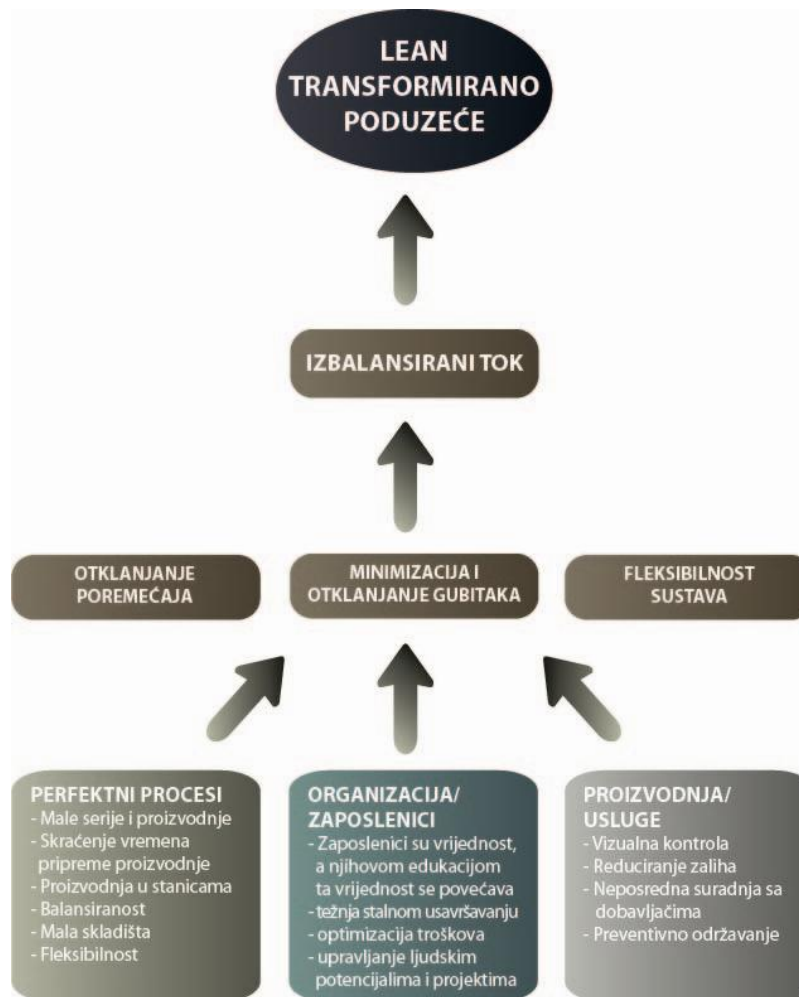 LEAN
TRANSFORMIRANO
PODUZEĆE
IZBALANSIRANI TOK
OTKLANJANJE
POREMEĆAJA
MINIMIZACIJA I
OTKLANJANJE GUBITAKA
FLEKSIBILNOST
SUSTAVA
PERFEKTNI PROCESI
- Male serije i proizvodnje
- Skraćenje vremena
pripreme proizvodnje
- Proizvodnja u stanicama
- Balansiranost
- Mala skladišta
- Fleksibilnost
ORGANIZACIJA/
ZAPOSLENICI
- Zaposlenici su vrijednost,
a njihovom edukacijom
ta vrijednost se povećava
- težnja stalnom usavršavanju
- optimizacija troškova
- upravljanje ljudskim
potencijalima i projektima
PROIZVODNJA/
USLUGE
- Vizualna kontrola
- Reduciranje zaliha
- Neposredna suradnja sa
dobavljačima
- Preventivno održavanje